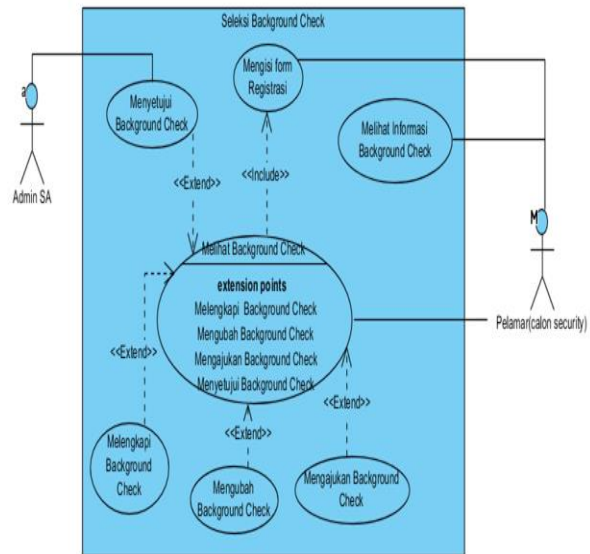 Seleksi Background Check
Mengisi form
Registrasi
a
Menyetujui
Background Check
Melihat Informasi
Background Check
Admin SA
<<Extend>>
<<Include>>
M
Melihat Background Check
extension points
Melengkapi Background Check
Mengubah Background Check
Mengajukan Background Check
Menyetujui Background Check
Pelamar(calon security)
<<Extend>>
<<Extend>>
<<Extend>>
Melengkapi
Background
Check
Mengubah
Background Check
Mengajukan Background
Check